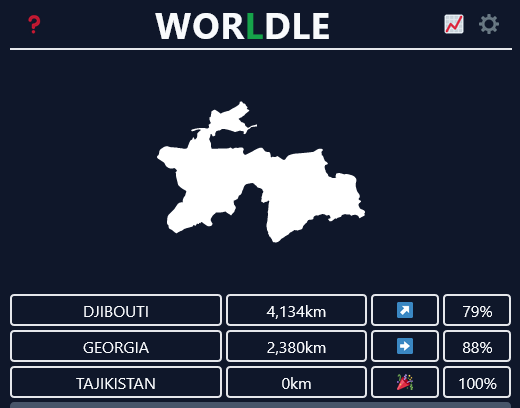 ?
WORLDLE
DJIBOUTI 4,134km 79%
GEORGIA 2,380km 88%
TAJIKISTAN 0km 100%